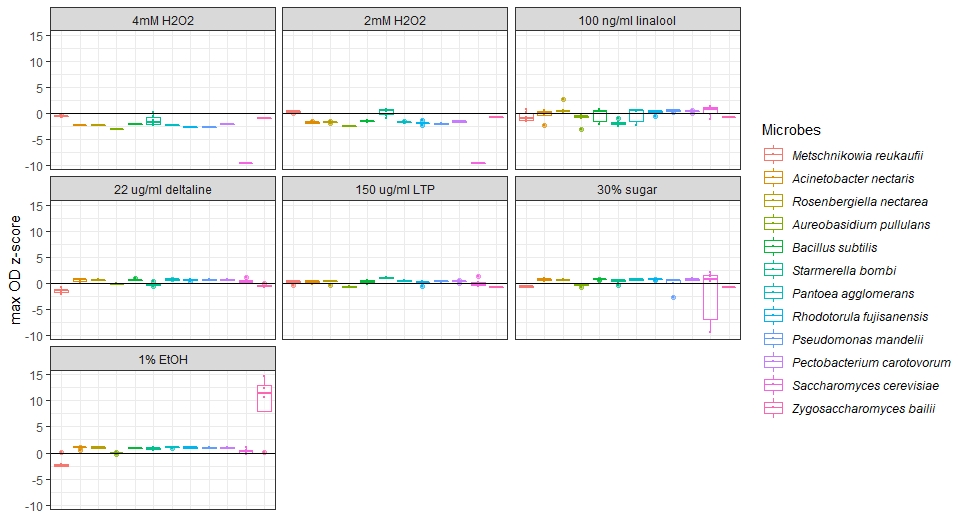 4mM H2O2
2mM H2O2
100 ng/ml linalool
15
10
5
0
-5
-10
22 ug/ml deltaline
150 ug/ml LTP
30% sugar
15
10
5
0
-5
-10
max OD z-score
1% EtOH
15
10
5
0
-5
-10
Microbes
Metschnikowia reukaufii
Acinetobacter nectaris
Rosenbergiella nectarea
Aureobasidium pullulans
Bacillus subtilis
Starmerella bombi
Pantoea agglomerans
Rhodotorula fujisanensis
Pseudomonas mandelii
Pectobacterium carotovorum
Saccharomyces cerevisiae
Zygosaccharomyces bailii